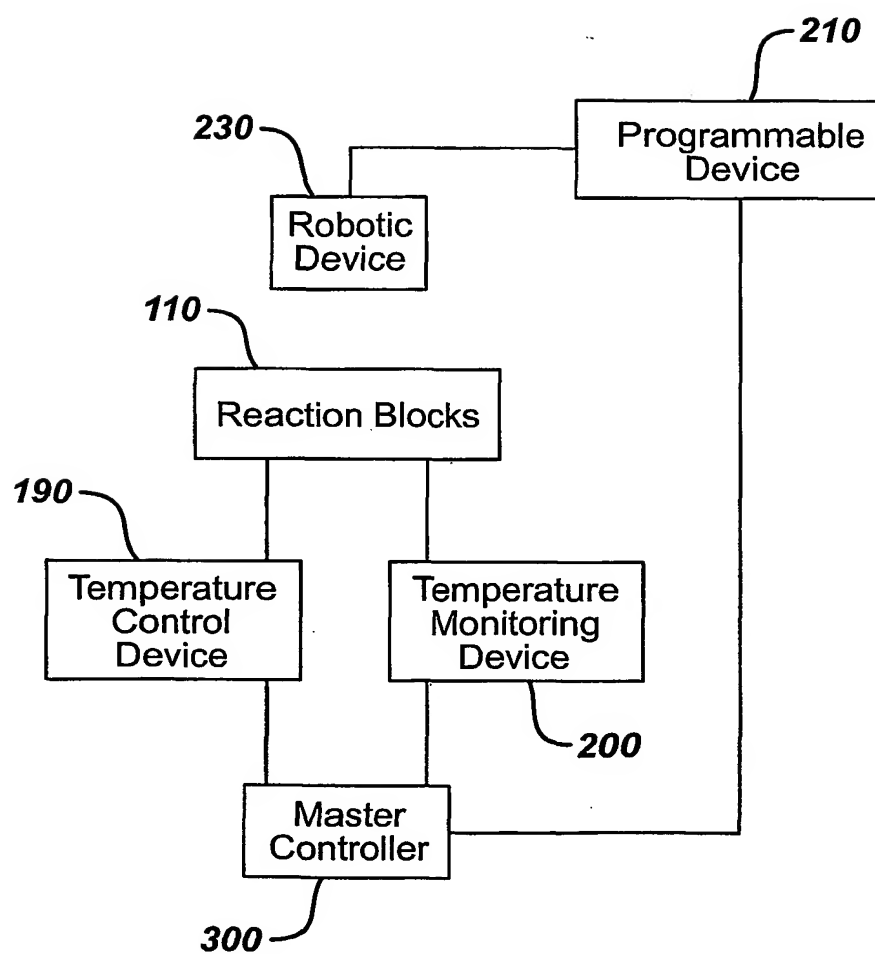 210
Programmable
Device
230
Robotic
Device
110
Reaction Blocks
190
Temperature
Control
Device
Temperature
Monitoring
Device
200
Master
Controller
300